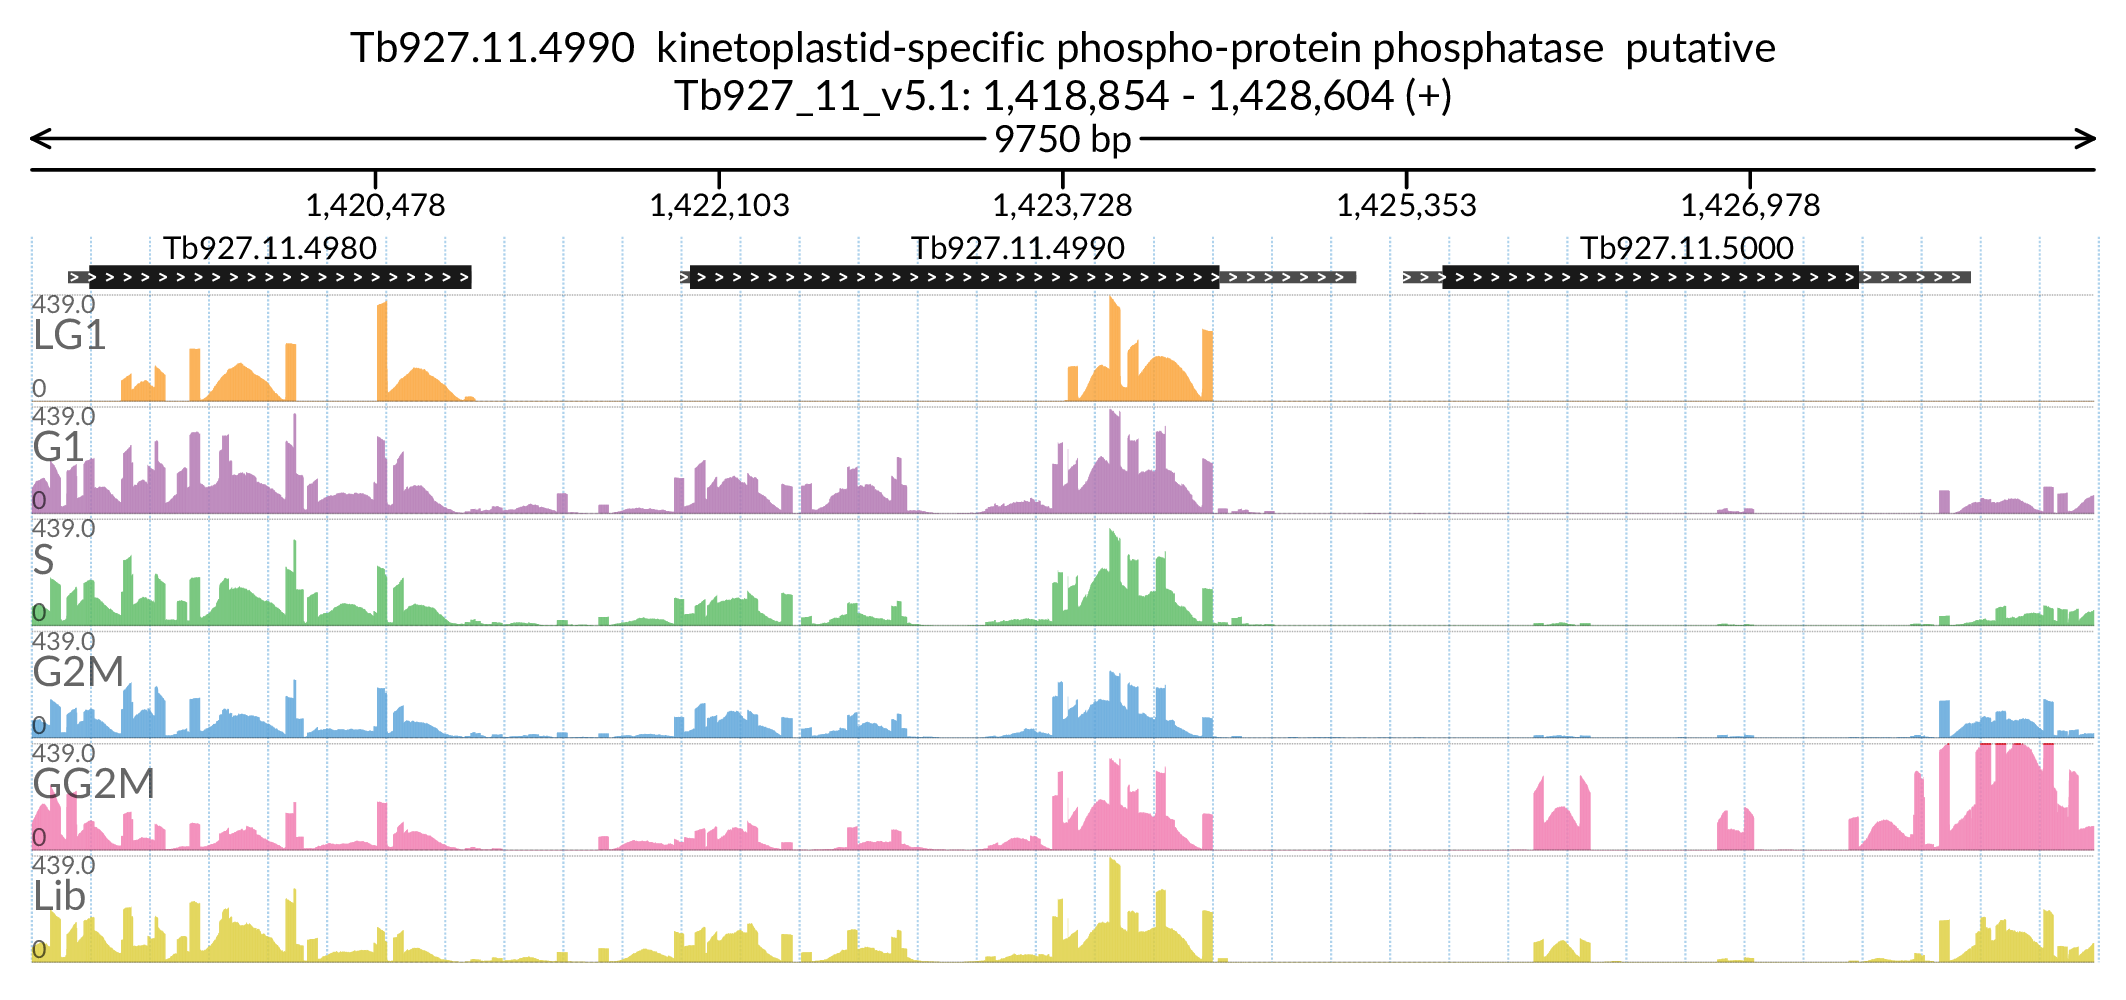 Tb927.11.4990  kinetoplastid-specific phospho-protein phosphatase  putative
Tb927_11_v5.1: 1,418,854 - 1,428,604 (+)
9750 bp
1,420,478 1,422,103 1,423,728 1,425,353 1,426,978
Tb927.11.4980 Tb927.11.4990 Tb927.11.5000
439.0
LG1
0
439.0
G1
0
439.0
S
0
439.0
G2M
0
439.0
GG2M
0
439.0
Lib
0